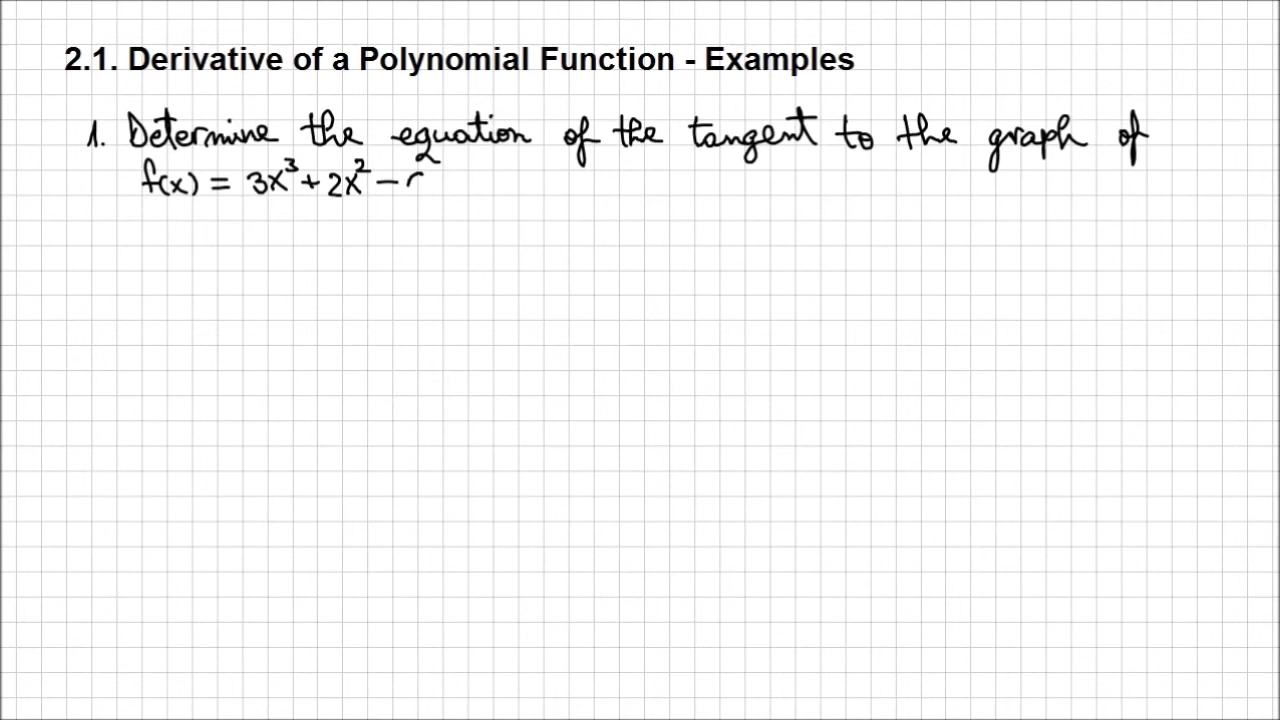 2.1. Derivative of a Polynomial Function - Examples
1. Determine the equation of the tangent to the graph of
f(x) = 3x³ + 2x² −